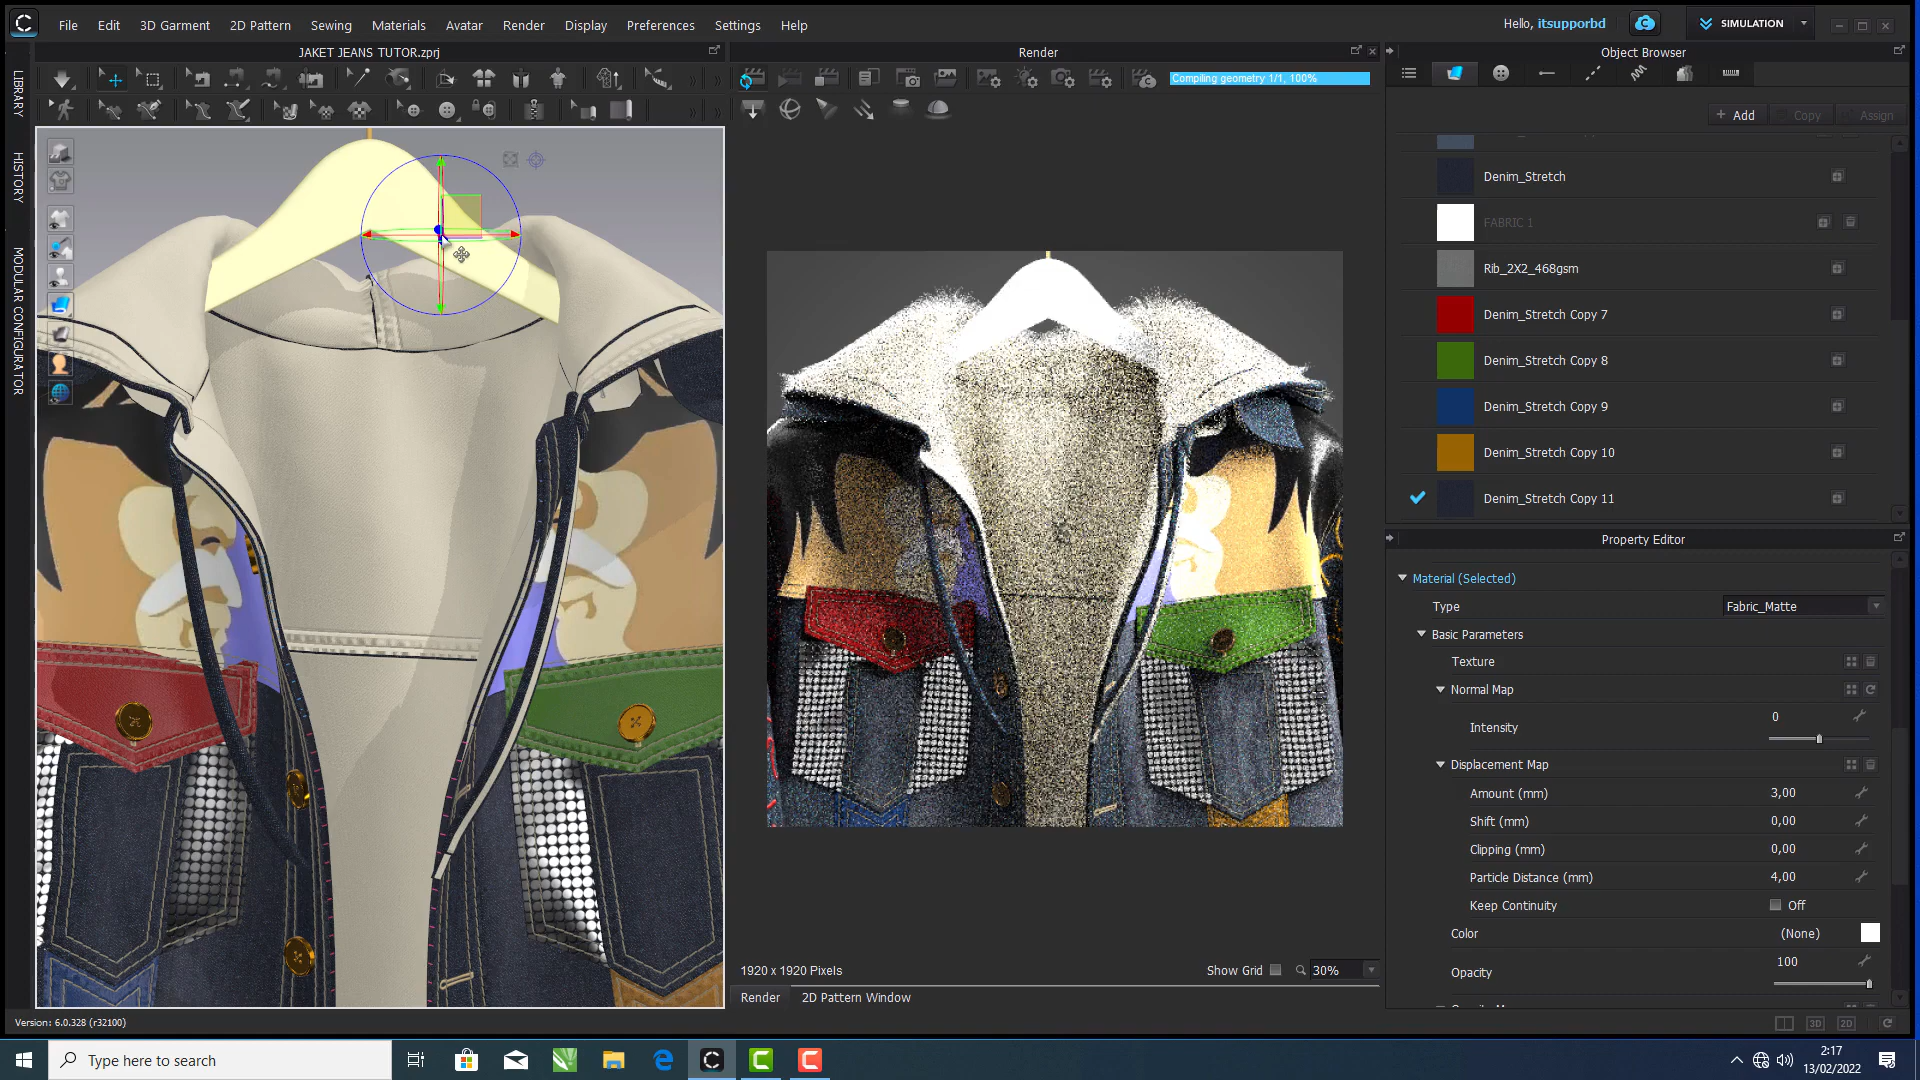 File Edit 3D Garment 2D Pattern Sewing Materials Avatar Render Display Preferences Settings Help
Hello, itsupporbd
SIMULATION
JAKET JEANS TUTOR.zprj
Render
Object Browser
Compiling geometry 1/1, 100%
LIBRARY
HISTORY
MODULAR CONFIGURATOR
+ Add
Copy
Assign
Denim_Stretch
FABRIC 1
Rib_2X2_468gsm
Denim_Stretch Copy 7
Denim_Stretch Copy 8
Denim_Stretch Copy 9
Denim_Stretch Copy 10
Denim_Stretch Copy 11
Property Editor
Material (Selected)
Type Fabric_Matte
Basic Parameters
Texture
Normal Map
Intensity 0
Displacement Map
Amount (mm) 3,00
Shift (mm) 0,00
Clipping (mm) 0,00
Particle Distance (mm) 4,00
Keep Continuity Off
Color (None)
Opacity 100
1920 x 1920 Pixels
Show Grid 30%
Render 2D Pattern Window
Version: 6.0.328 (r32100)
3D 2D
Type here to search
2:17
13/02/2022